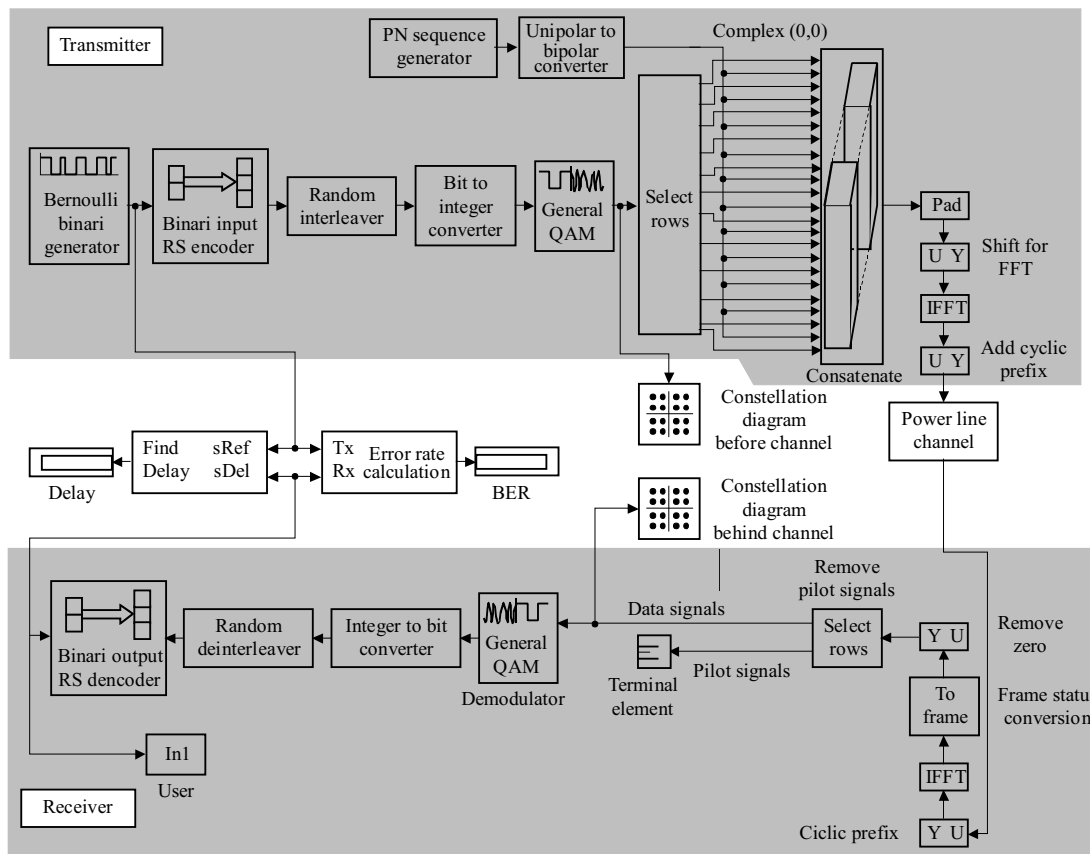 Transmitter
PN sequence
generator
Unipolar to
bipolar
converter
Complex (0,0)
Bernoulli
binari
generator
Binari input
RS encoder
Random
interleaver
Bit to
integer
converter
General
QAM
Select
rows
Consatenate
Pad
U Y
Shift for
FFT
IFFT
U Y
Add cyclic
prefix
Power line
channel
Constellation
diagram
before channel
Delay
Find
Delay
sRef
sDel
Tx
Rx
Error rate
calculation
BER
Constellation
diagram
behind channel
Binari output
RS dencoder
Random
deinterleaver
Integer to bit
converter
General
QAM
Demodulator
Data signals
Terminal
element
Pilot signals
Remove
pilot signals
Select
rows
Y U
Remove
zero
To
frame
Frame status
conversion
IFFT
Ciclic prefix
Y U
In1
User
Receiver